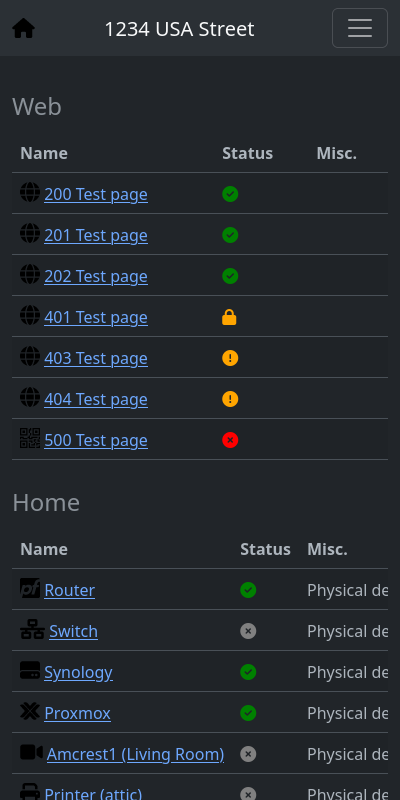 1234 USA Street
Web
Name Status Misc.
200 Test page
201 Test page
202 Test page
401 Test page
403 Test page
404 Test page
500 Test page
Home
Name Status Misc.
Router Physical de
Switch Physical de
Synology Physical de
Proxmox Physical de
Amcrest1 (Living Room) Physical de
Printer (attic) Physical de